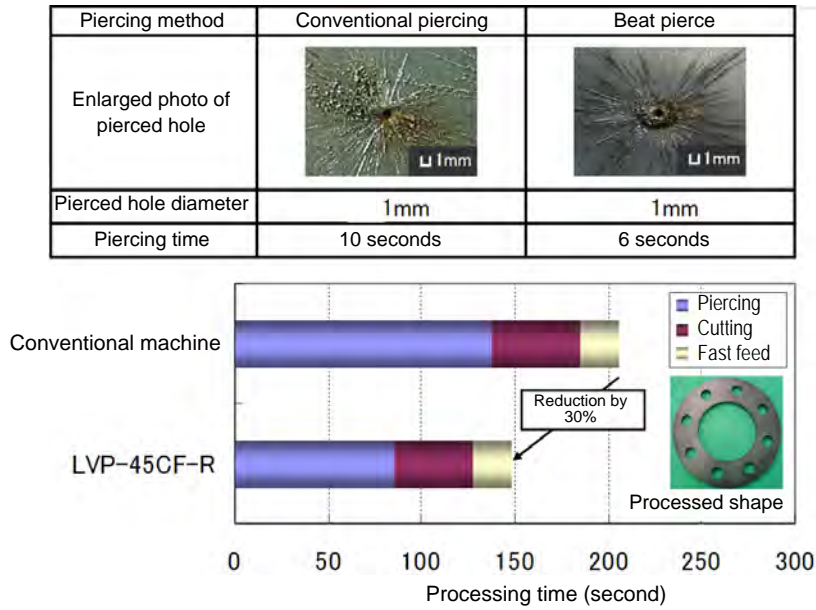 Piercing method Conventional piercing Beat pierce
Enlarged photo of
pierced hole
1mm 1mm
Pierced hole diameter 1mm 1mm
Piercing time 10 seconds 6 seconds
Piercing
Cutting
Fast feed
Conventional machine
Reduction by
30%
LVP-45CF-R
Processed shape
0 50 100 150 200 250 300
Processing time (second)